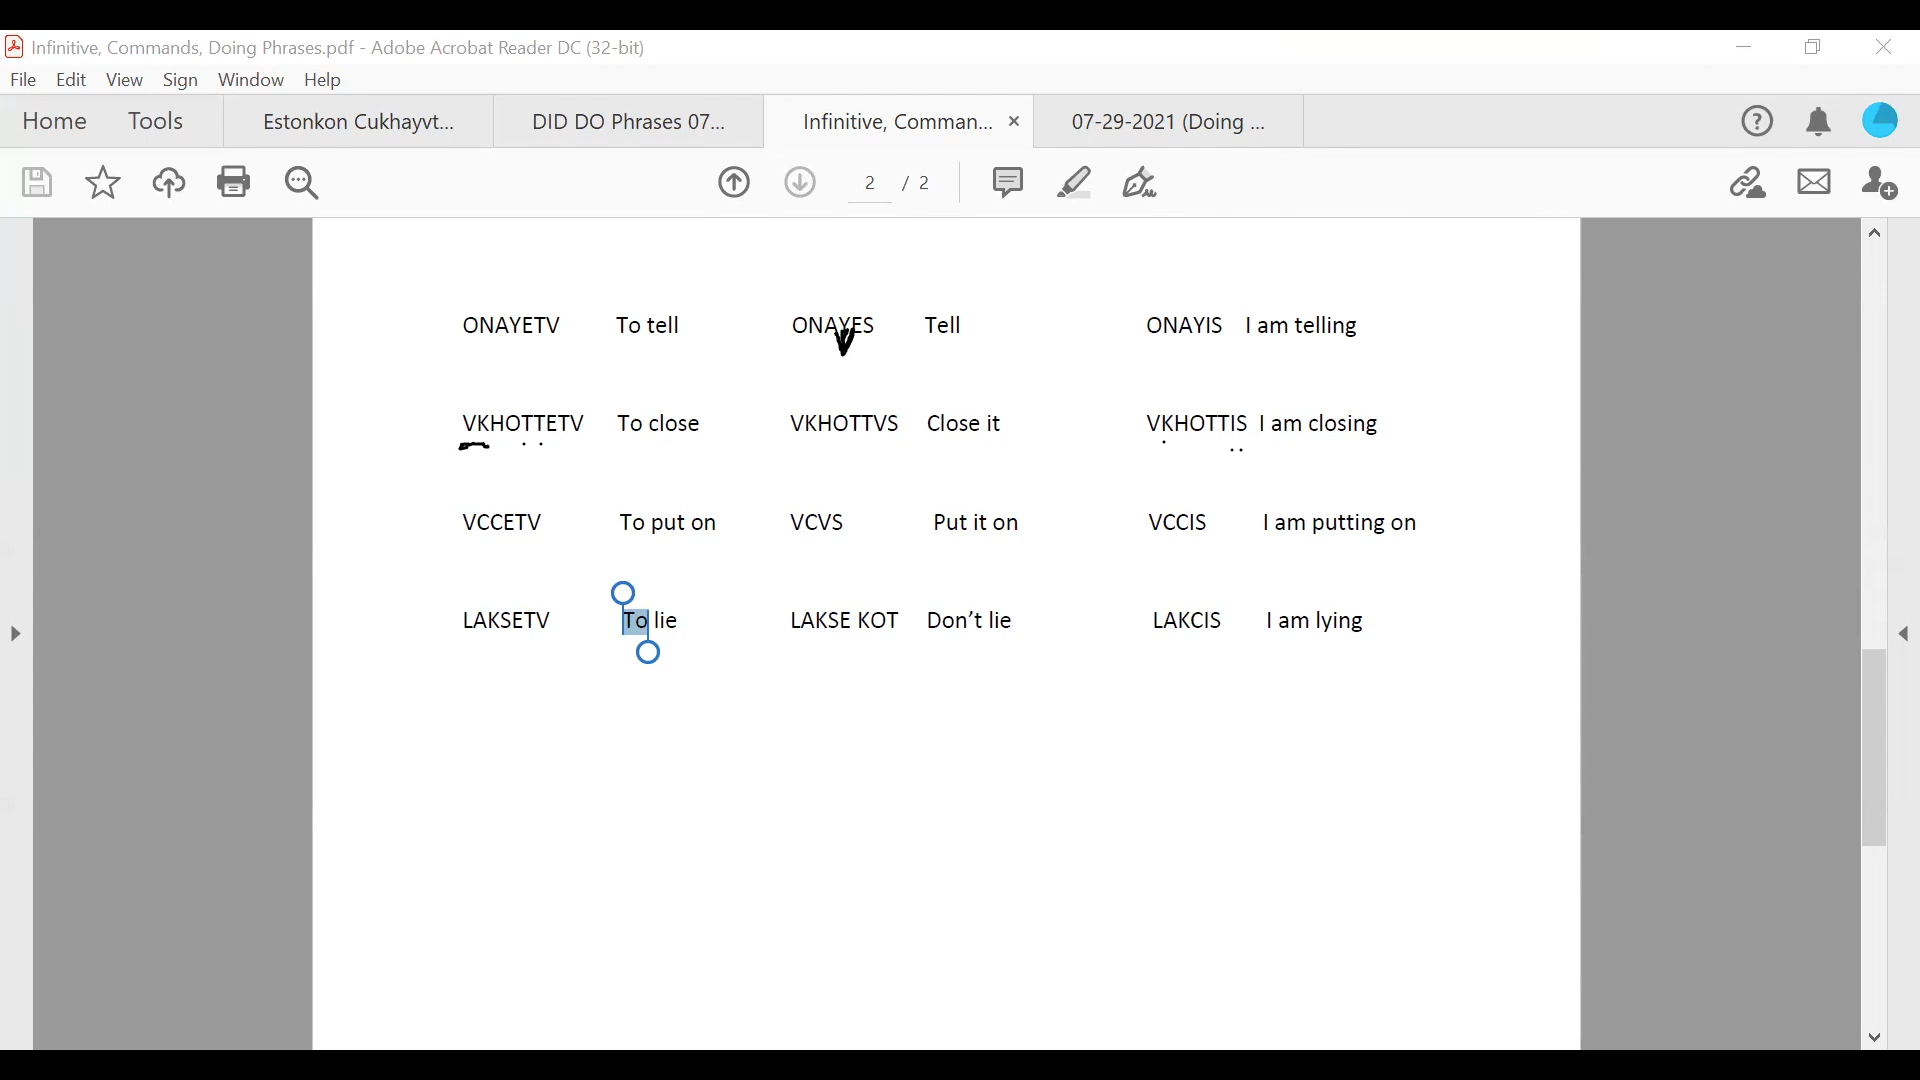 Infinitive, Commands, Doing Phrases.pdf - Adobe Acrobat Reader DC (32-bit)
File Edit View Sign Window Help
Home Tools Estonkon Cukhayvt... DID DO Phrases 07... Infinitive, Comman... × 07-29-2021 (Doing ...
2 / 2
ONAYETV To tell ONAYES Tell ONAYIS I am telling
VKHOTTETV To close VKHOTTVS Close it VKHOTTIS I am closing
VCCETV To put on VCVS Put it on VCCIS I am putting on
LAKSETV To lie LAKSE KOT Don’t lie LAKCIS I am lying